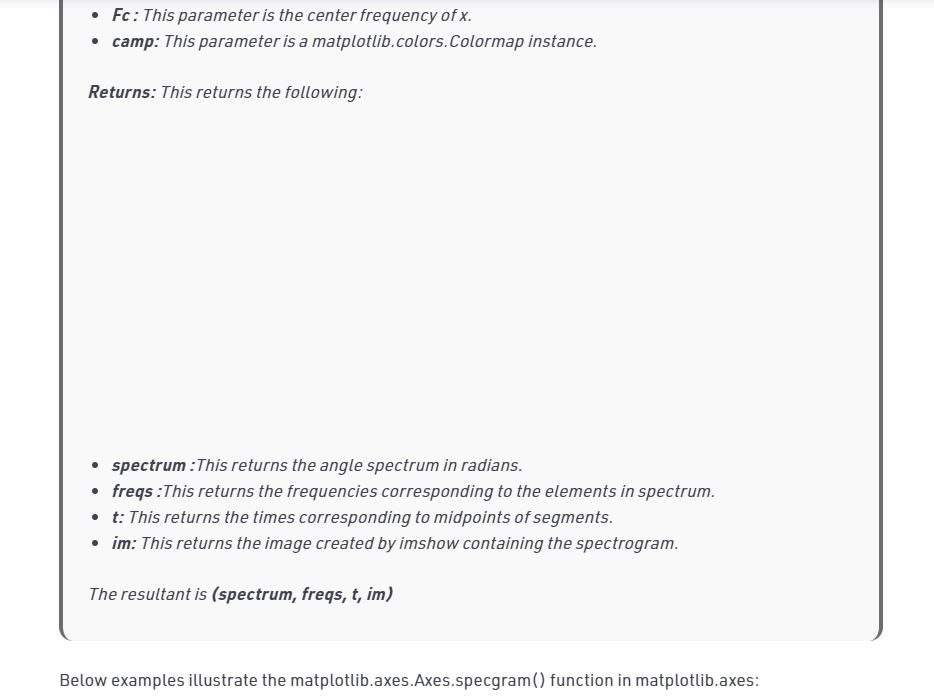 Fc : This parameter is the center frequency of x.
camp: This parameter is a matplotlib.colors.Colormap instance.
Returns: This returns the following:
spectrum :This returns the angle spectrum in radians.
freqs :This returns the frequencies corresponding to the elements in spectrum.
t: This returns the times corresponding to midpoints of segments.
im: This returns the image created by imshow containing the spectrogram.
The resultant is (spectrum, freqs, t, im)
Below examples illustrate the matplotlib.axes.Axes.specgram() function in matplotlib.axes: